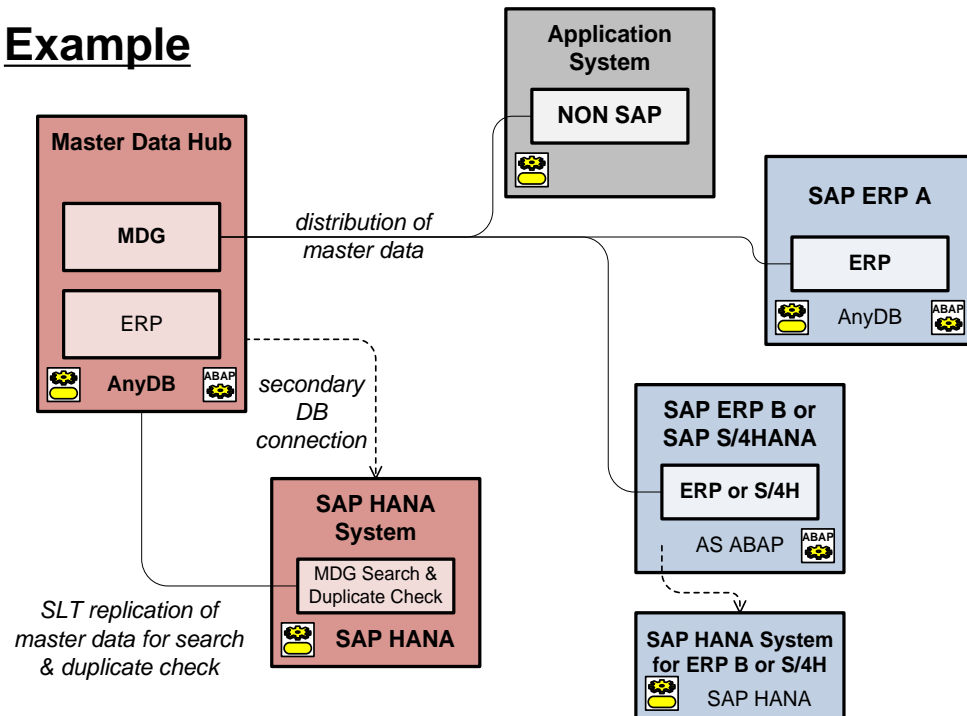 Example
Application
System
NON SAP
Master Data Hub
MDG
ERP
AnyDB
ABAP
distribution of
master data
SAP ERP A
ERP
AnyDB
ABAP
secondary
DB
connection
SAP ERP B or
SAP S/4HANA
ERP or S/4H
AS ABAP
ABAP
SAP HANA
System
MDG Search &
Duplicate Check
SAP HANA
SLT replication of
master data for search
& duplicate check
SAP HANA System
for ERP B or S/4H
SAP HANA